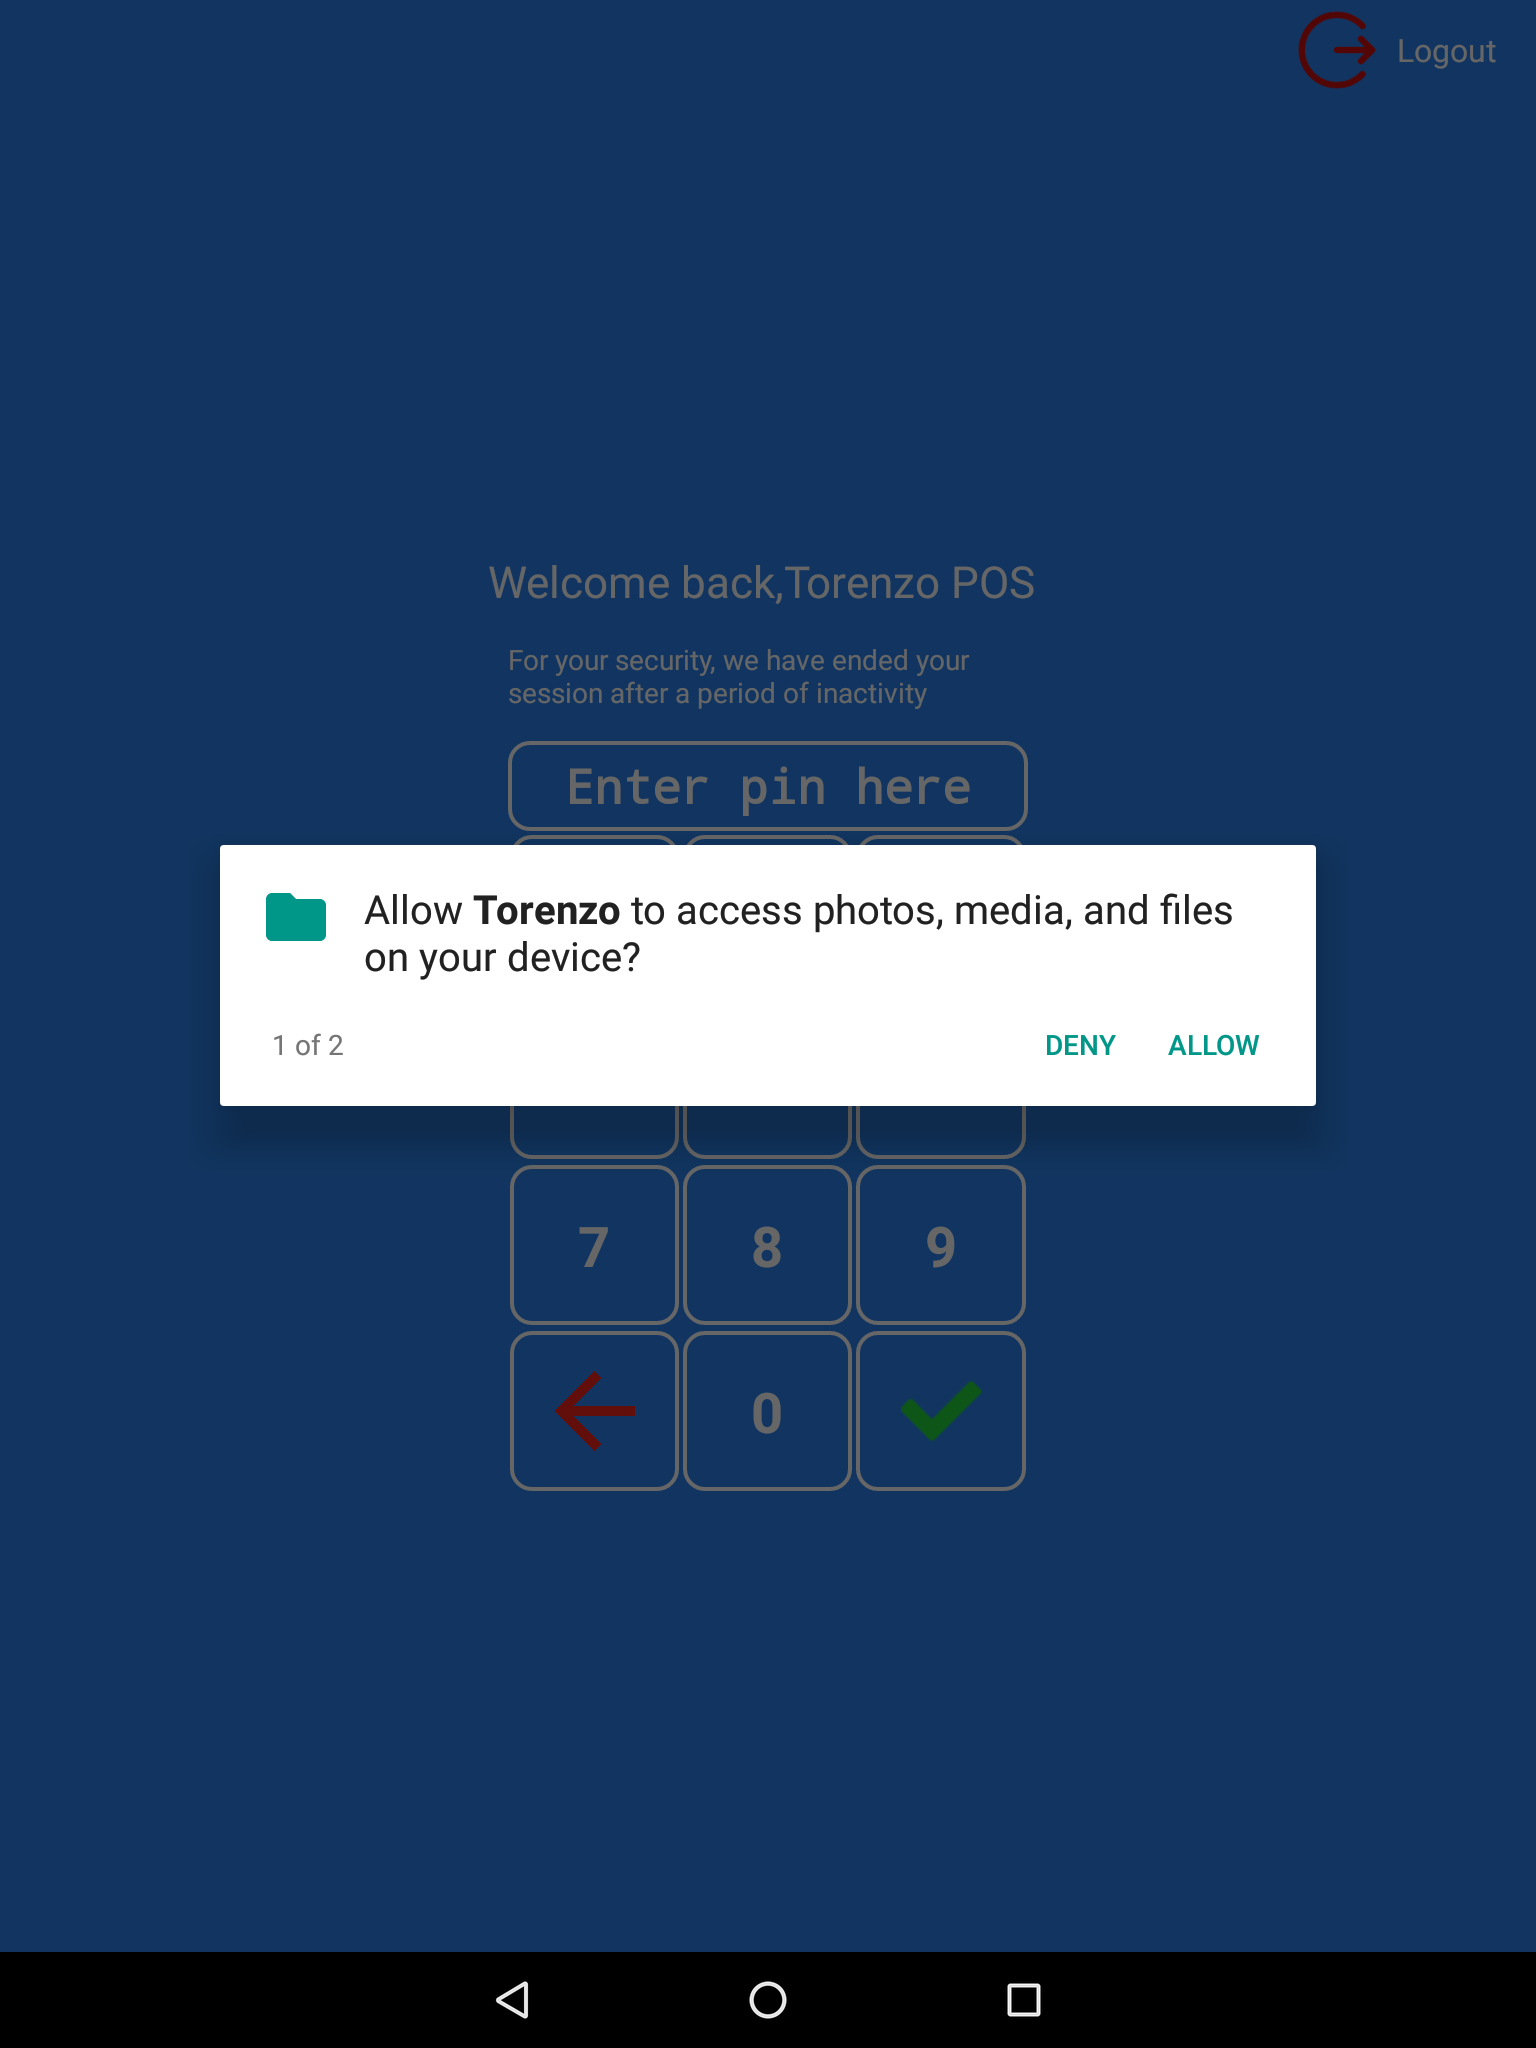 Logout
Welcome back,Torenzo POS
For your security, we have ended your
session after a period of inactivity
Enter pin here
Allow Torenzo to access photos, media, and files
on your device?
1 of 2 DENY ALLOW
7 8 9
0